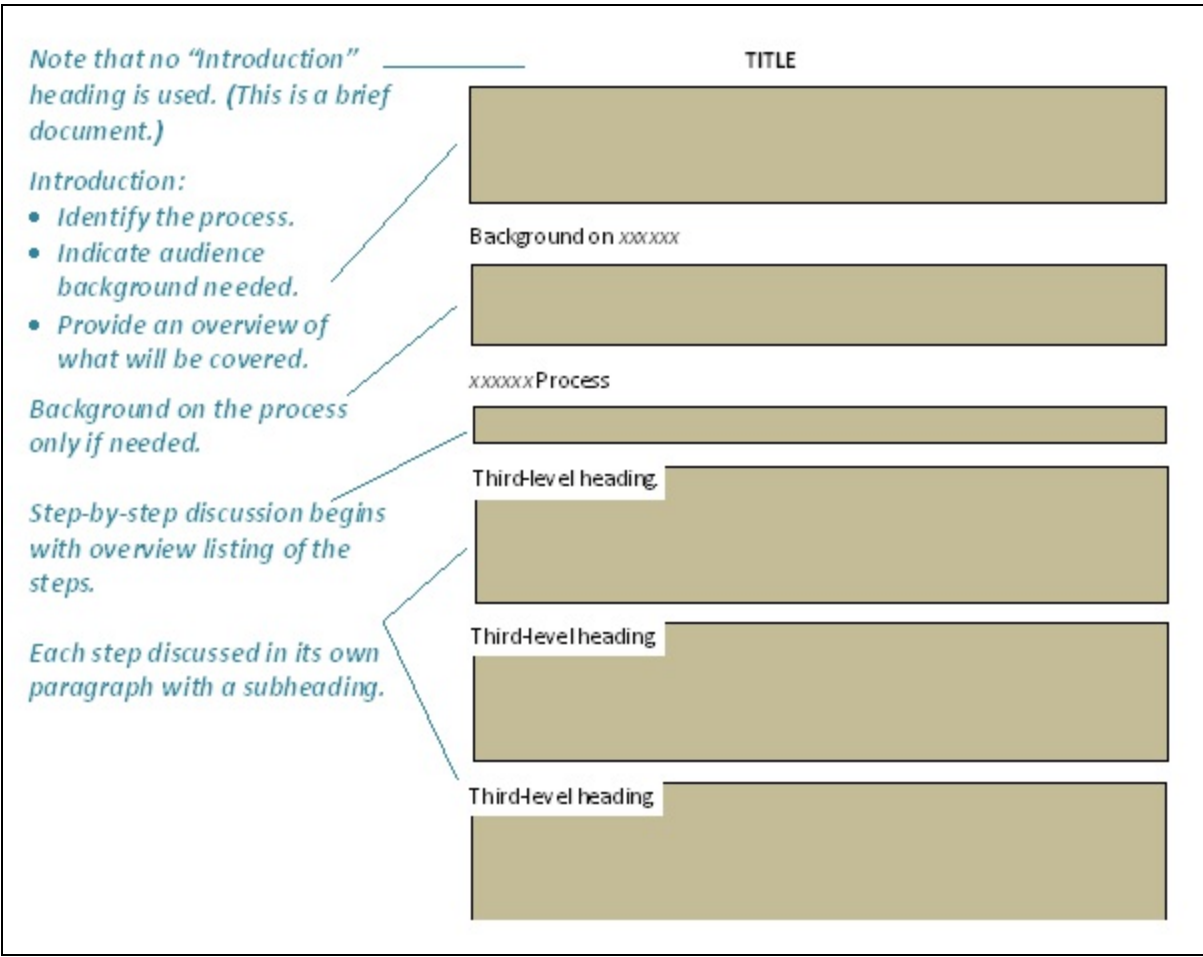 Note that no “Introduction”
heading is used. (This is a brief
document.)
Introduction:
• Identify the process.
• Indicate audience
background needed.
• Provide an overview of
what will be covered.
Background on the process
only if needed.
Step-by-step discussion begins
with overview listing of the
steps.
Each step discussed in its own
paragraph with a subheading.
TITLE
Background on xxxxxx
xxxxxx Process
Third-level heading
Third-level heading
Third-level heading